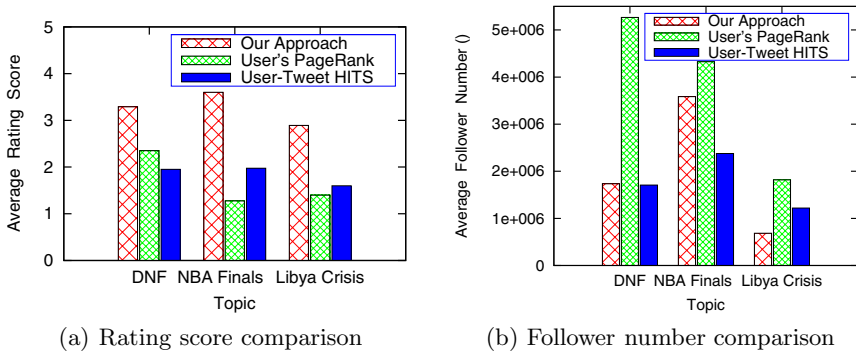 5
4
3
2
1
0
Average Rating Score
Our Approach
User's PageRank
User-Tweet HITS
DNF NBA Finals Libya Crisis
Topic
(a) Rating score comparison
5e+006
4e+006
3e+006
2e+006
1e+006
0
Average Follower Number ()
Our Approach
User's PageRank
User-Tweet HITS
DNF NBA Finals Libya Crisis
Topic
(b) Follower number comparison